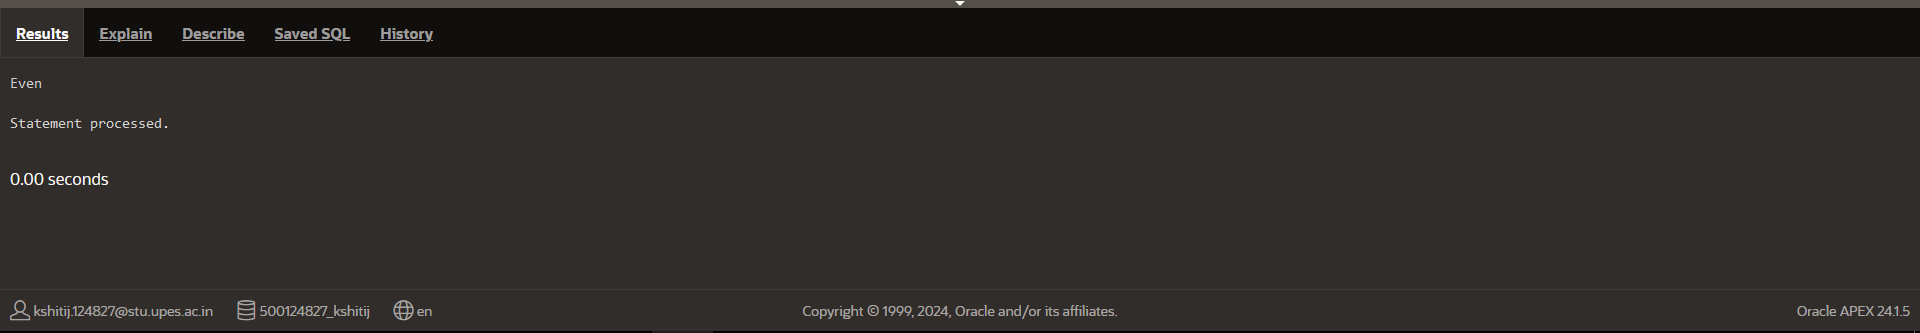 Results Explain Describe Saved SQL History
Even
Statement processed.
0.00 seconds
kshitij.124827@stu.upes.ac.in 500124827_kshitij en Copyright © 1999, 2024, Oracle and/or its affiliates. Oracle APEX 24.1.5